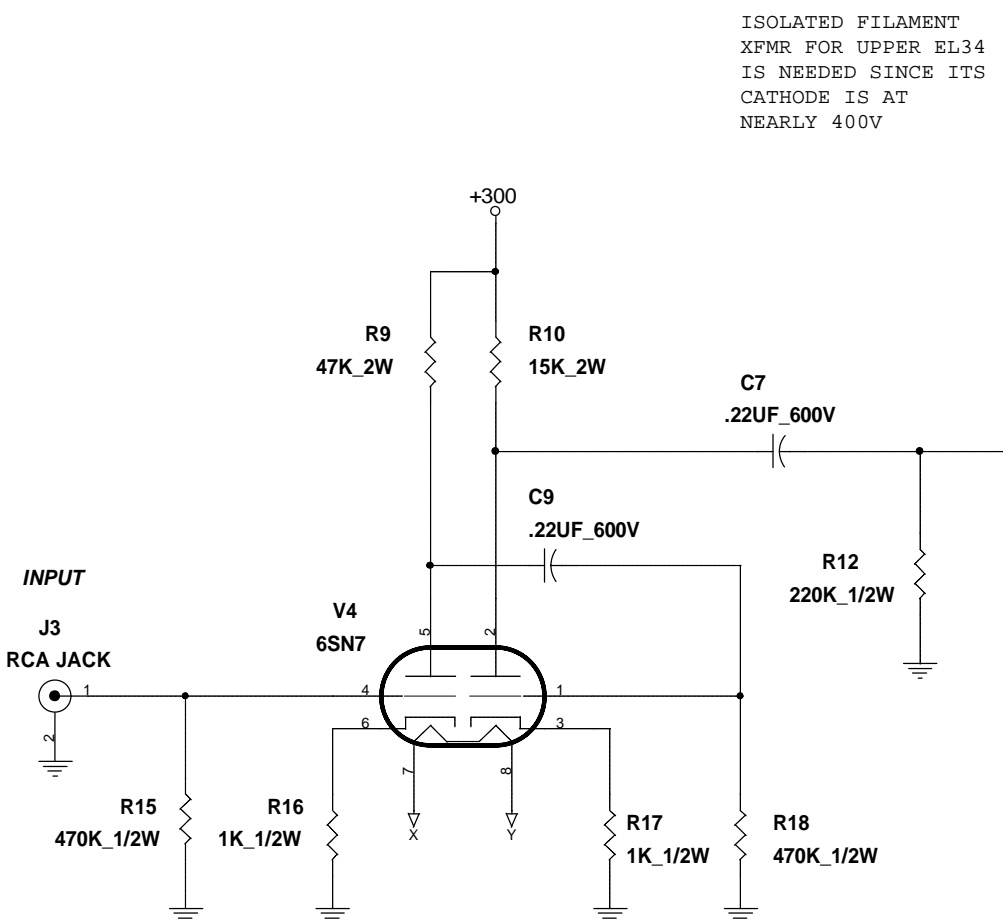 ISOLATED FILAMENT
XFMR FOR UPPER EL34
IS NEEDED SINCE ITS
CATHODE IS AT
NEARLY 400V
+300
R9
47K_2W
R10
15K_2W
C7
.22UF_600V
C9
.22UF_600V
R12
220K_1/2W
INPUT
J3
RCA JACK
V4
6SN7
5
2
1
4
1
6
3
2
7
8
X
Y
R15
470K_1/2W
R16
1K_1/2W
R17
1K_1/2W
R18
470K_1/2W